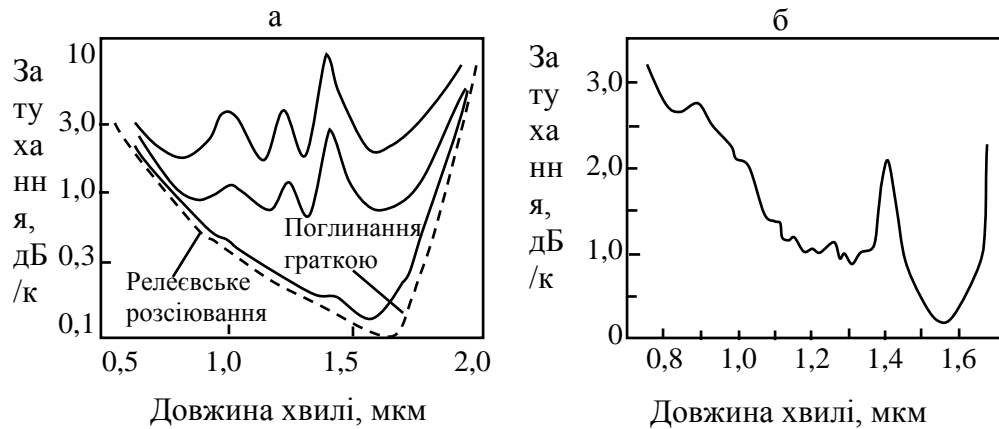 а
За
ту
ха
нн
я,
дБ
/к
10
3,0
1,0
0,3
0,1
Поглинання
граткою
Релеєвське
розсіювання
0,5
1,0
1,5
2,0
Довжина хвилі, мкм
б
За
ту
ха
нн
я,
дБ
/к
3,0
2,0
1,0
0
0,8
1,0
1,2
1,4
1,6
Довжина хвилі, мкм